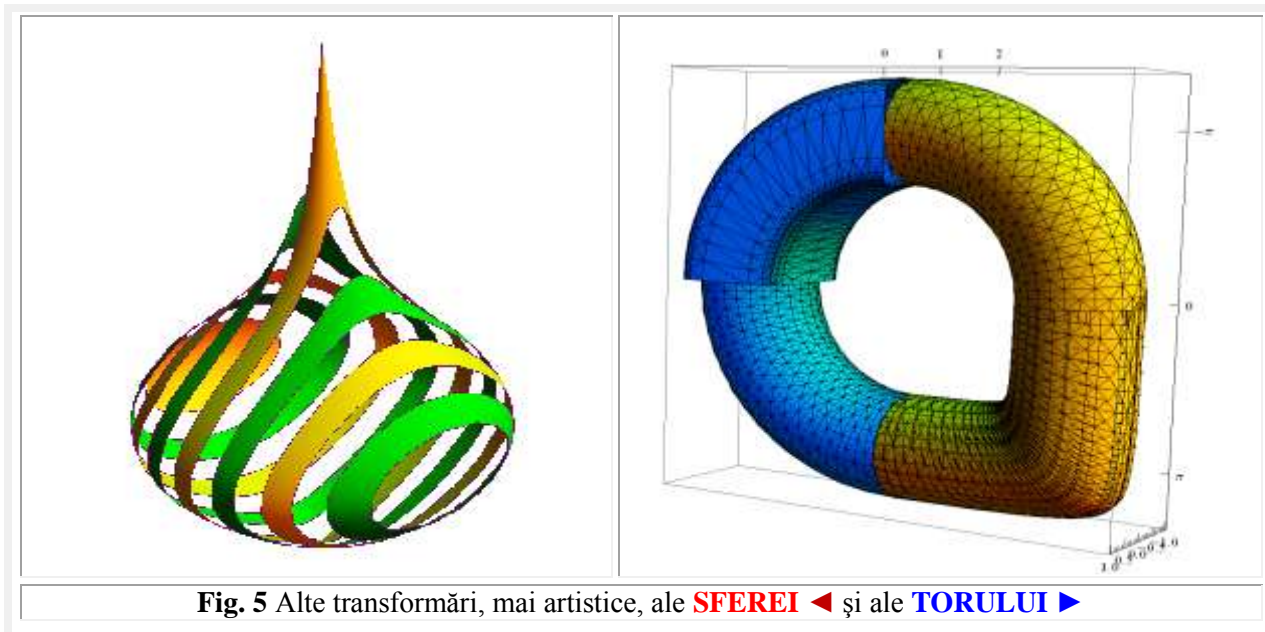 0 1 2
-π
0
π
Fig. 5 Alte transformări, mai artistice, ale SFEREI ◄ şi ale TORULUI ►